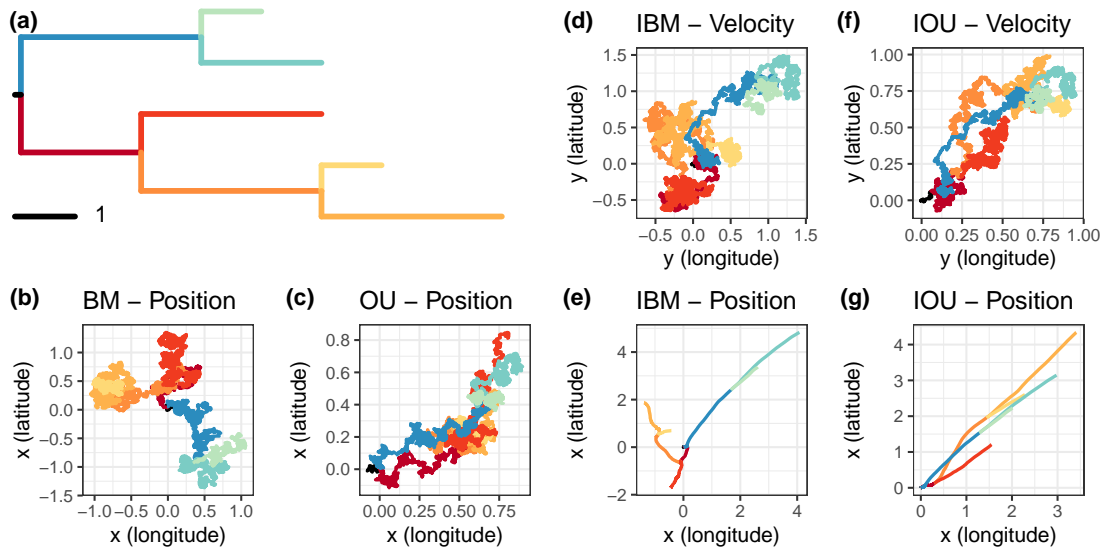 (a)
1
(b) BM – Position
x (latitude)
1.0
0.5
0.0
−0.5
−1.0
−1.5
−1.0 −0.5 0.0 0.5 1.0
x (longitude)
(c) OU – Position
x (latitude)
0.8
0.6
0.4
0.2
0.0
0.00 0.25 0.50 0.75
x (longitude)
(d) IBM – Velocity
y (latitude)
1.5
1.0
0.5
0.0
−0.5
−0.5 0.0 0.5 1.0 1.5
y (longitude)
(e) IBM – Position
x (latitude)
4
2
0
−2
0 2 4
x (longitude)
(f) IOU – Velocity
y (latitude)
1.00
0.75
0.50
0.25
0.00
0.00 0.25 0.50 0.75 1.00
y (longitude)
(g) IOU – Position
x (latitude)
4
3
2
1
0
0 1 2 3
x (longitude)